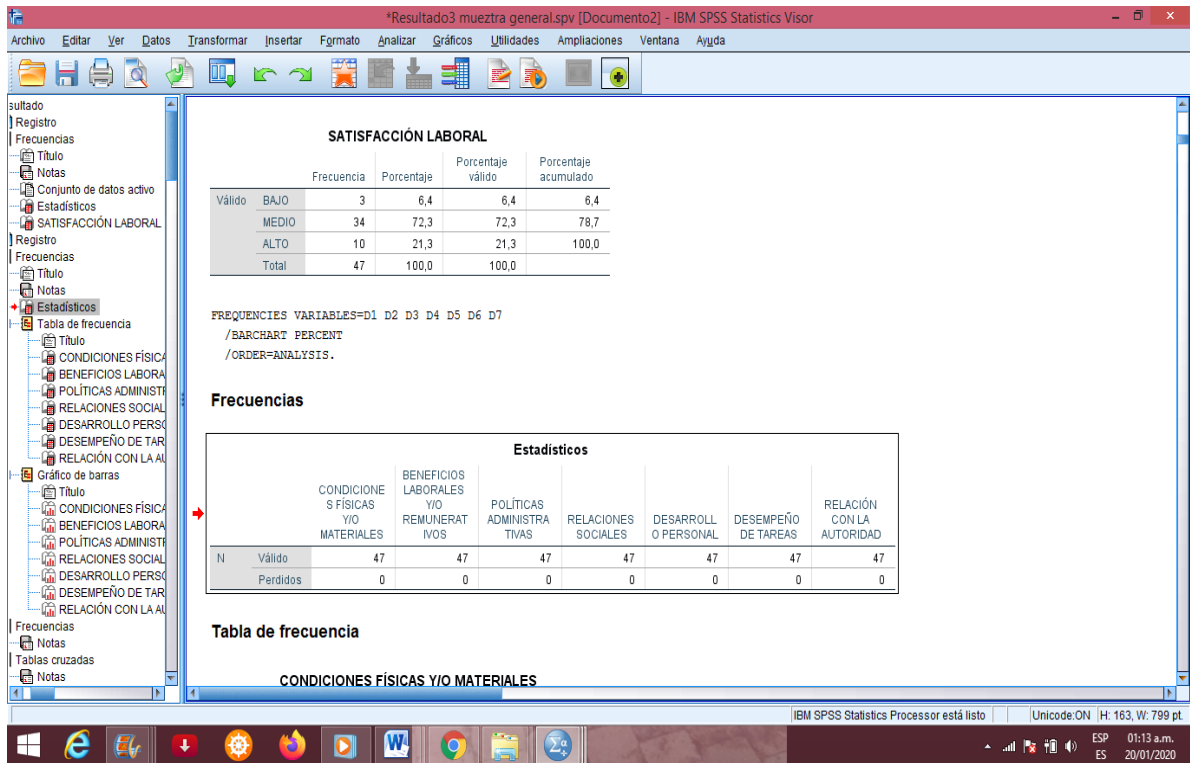 *Resultado3 mueztra general.spv [Documento2] - IBM SPSS Statistics Visor
Archivo Editar Ver Datos Transformar Insertar Formato Analizar Gráficos Utilidades Ampliaciones Ventana Ayuda
sultado
Registro
Frecuencias
Título
Notas
Conjunto de datos activo
Estadísticos
SATISFACCIÓN LABORAL
Registro
Frecuencias
Título
Notas
Estadísticos
Tabla de frecuencia
Título
CONDICIONES FÍSICA
BENEFICIOS LABORA
POLÍTICAS ADMINISTR
RELACIONES SOCIAL
DESARROLLO PERSO
DESEMPEÑO DE TAR
RELACIÓN CON LA AU
Gráfico de barras
Título
CONDICIONES FÍSICA
BENEFICIOS LABORA
POLÍTICAS ADMINISTR
RELACIONES SOCIAL
DESARROLLO PERSO
DESEMPEÑO DE TAR
RELACIÓN CON LA AU
Frecuencias
Notas
Tablas cruzadas
Notas
SATISFACCIÓN LABORAL
Frecuencia Porcentaje Porcentaje válido Porcentaje acumulado
Válido BAJO 3 6,4 6,4 6,4
MEDIO 34 72,3 72,3 78,7
ALTO 10 21,3 21,3 100,0
Total 47 100,0 100,0
FREQUENCIES VARIABLES=D1 D2 D3 D4 D5 D6 D7
/BARCHART PERCENT
/ORDER=ANALYSIS.
Frecuencias
Estadísticos
CONDICIONE
S FÍSICAS
Y/O
MATERIALES
BENEFICIOS
LABORALES
Y/O
REMUNERAT
IVOS
POLÍTICAS
ADMINISTRA
TIVAS
RELACIONES
SOCIALES
DESARROLL
O PERSONAL
DESEMPEÑO
DE TAREAS
RELACIÓN
CON LA
AUTORIDAD
N Válido 47 47 47 47 47 47 47
Perdidos 0 0 0 0 0 0 0
Tabla de frecuencia
CONDICIONES FÍSICAS Y/O MATERIALES
IBM SPSS Statistics Processor está listo Unicode:ON H: 163, W: 799 pt.
ESP 01:13 a.m.
ES 20/01/2020